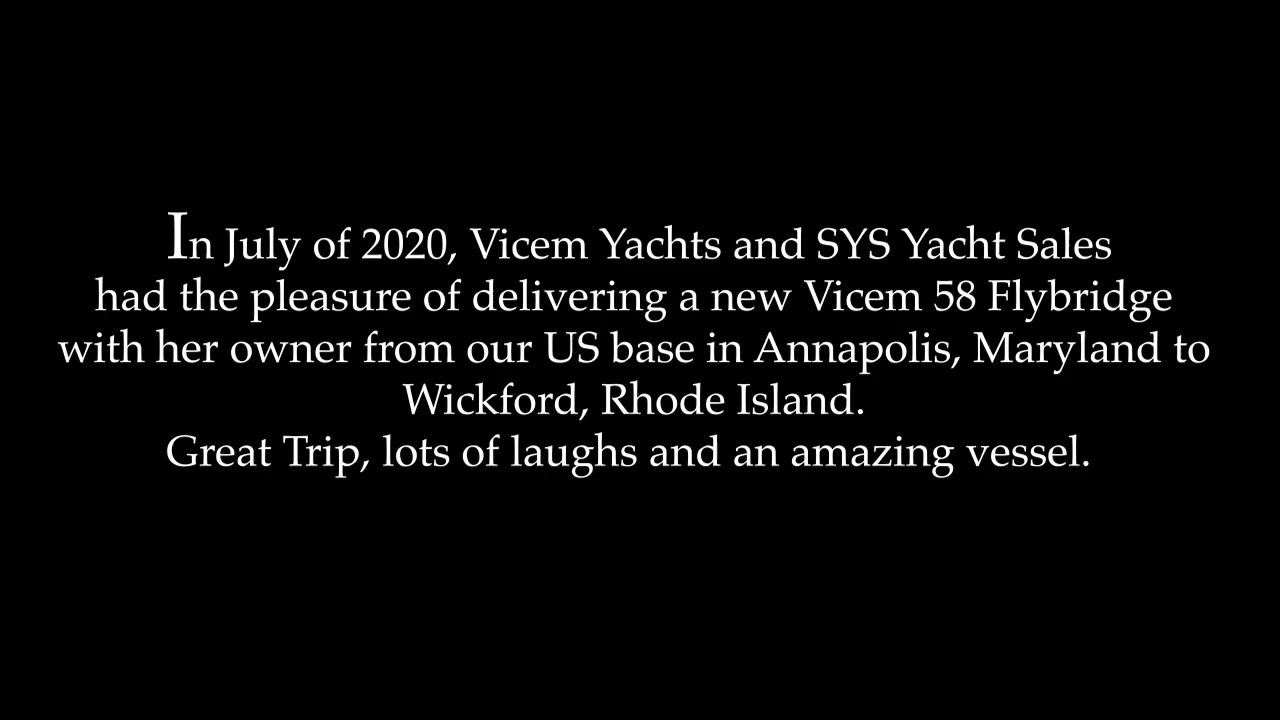 In July of 2020, Vicem Yachts and SYS Yacht Sales
had the pleasure of delivering a new Vicem 58 Flybridge
with her owner from our US base in Annapolis, Maryland to
Wickford, Rhode Island.
Great Trip, lots of laughs and an amazing vessel.